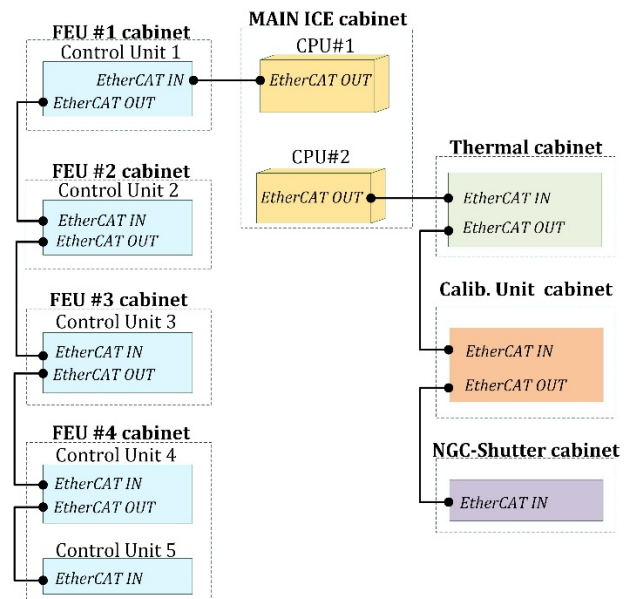 FEU #1 cabinet
Control Unit 1
EtherCAT IN
EtherCAT OUT
FEU #2 cabinet
Control Unit 2
EtherCAT IN
EtherCAT OUT
FEU #3 cabinet
Control Unit 3
EtherCAT IN
EtherCAT OUT
FEU #4 cabinet
Control Unit 4
EtherCAT IN
EtherCAT OUT
Control Unit 5
EtherCAT IN
MAIN ICE cabinet
CPU#1
EtherCAT OUT
CPU#2
EtherCAT OUT
Thermal cabinet
EtherCAT IN
EtherCAT OUT
Calib. Unit cabinet
EtherCAT IN
EtherCAT OUT
NGC-Shutter cabinet
EtherCAT IN